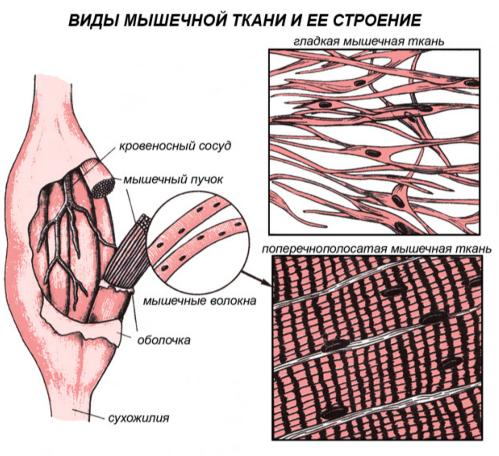 ВИДЫ МЫШЕЧНОЙ ТКАНИ И ЕЕ СТРОЕНИЕ
гладкая мышечная ткань
кровеносный сосуд
мышечный пучок
поперечнополосатая мышечная ткань
мышечные волокна
оболочка
сухожилия